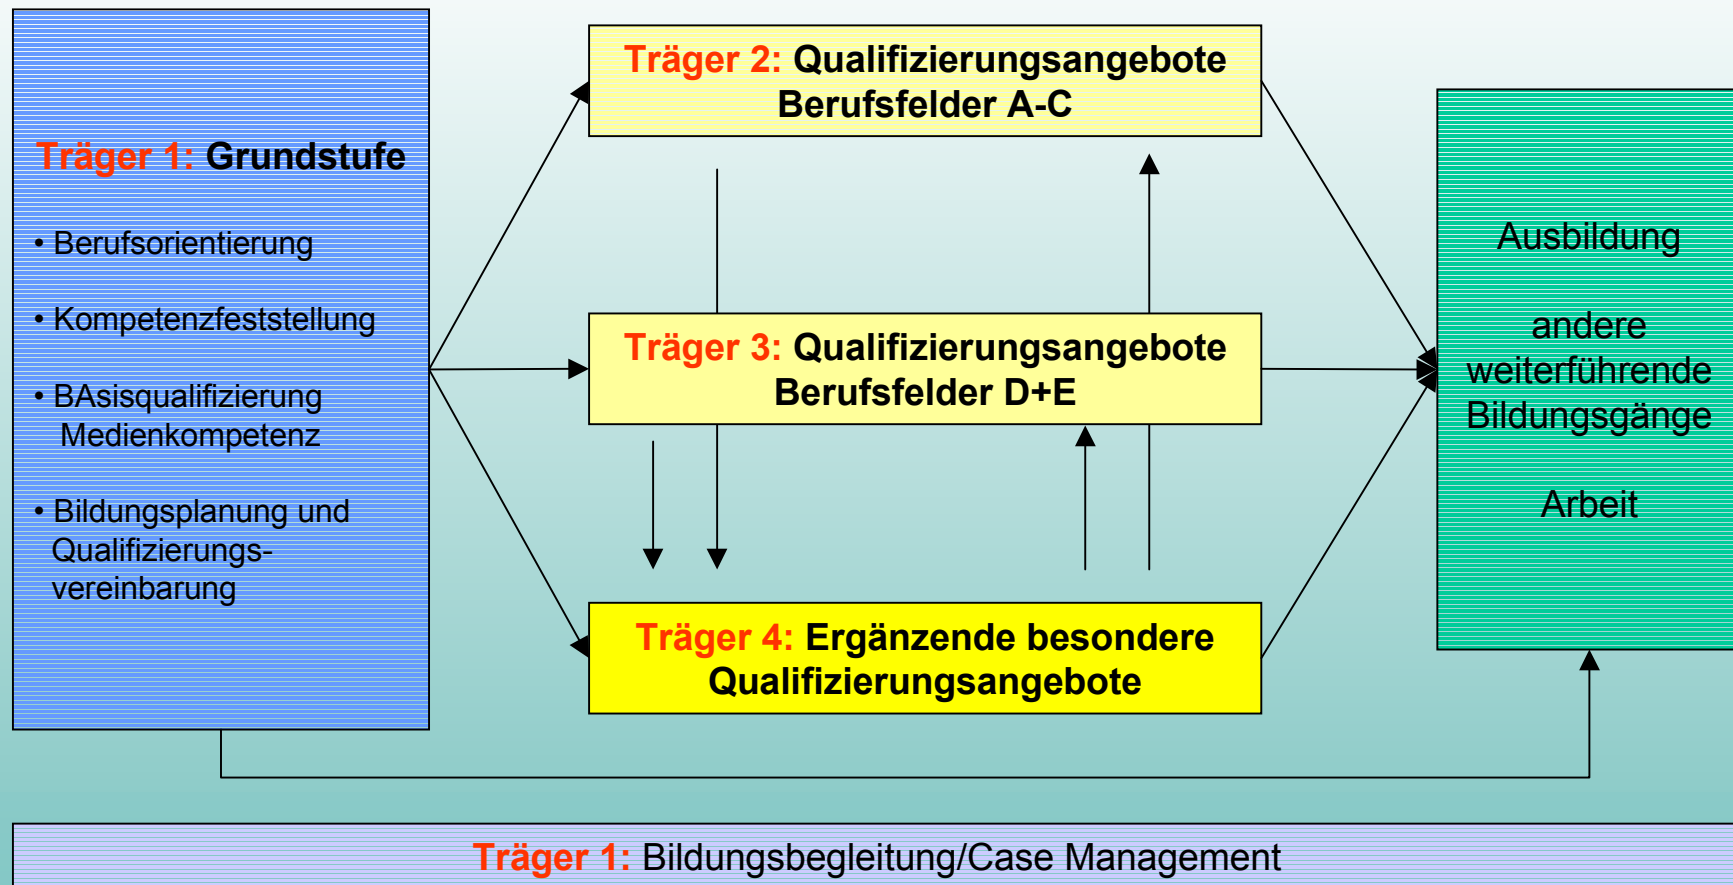 Träger 1: Grundstufe
• Berufsorientierung
• Kompetenzfeststellung
• BAsisqualifizierung
Medienkompetenz
• Bildungsplanung und
Qualifizierungs-
vereinbarung
Träger 2: Qualifizierungsangebote
Berufsfelder A-C
Träger 3: Qualifizierungsangebote
Berufsfelder D+E
Träger 4: Ergänzende besondere
Qualifizierungsangebote
Ausbildung
andere
weiterführende
Bildungsgänge
Arbeit
Träger 1: Bildungsbegleitung/Case Management